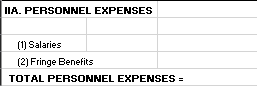 IIA. PERSONNEL EXPENSES
(1) Salaries
(2) Fringe Benefits
TOTAL PERSONNEL EXPENSES =